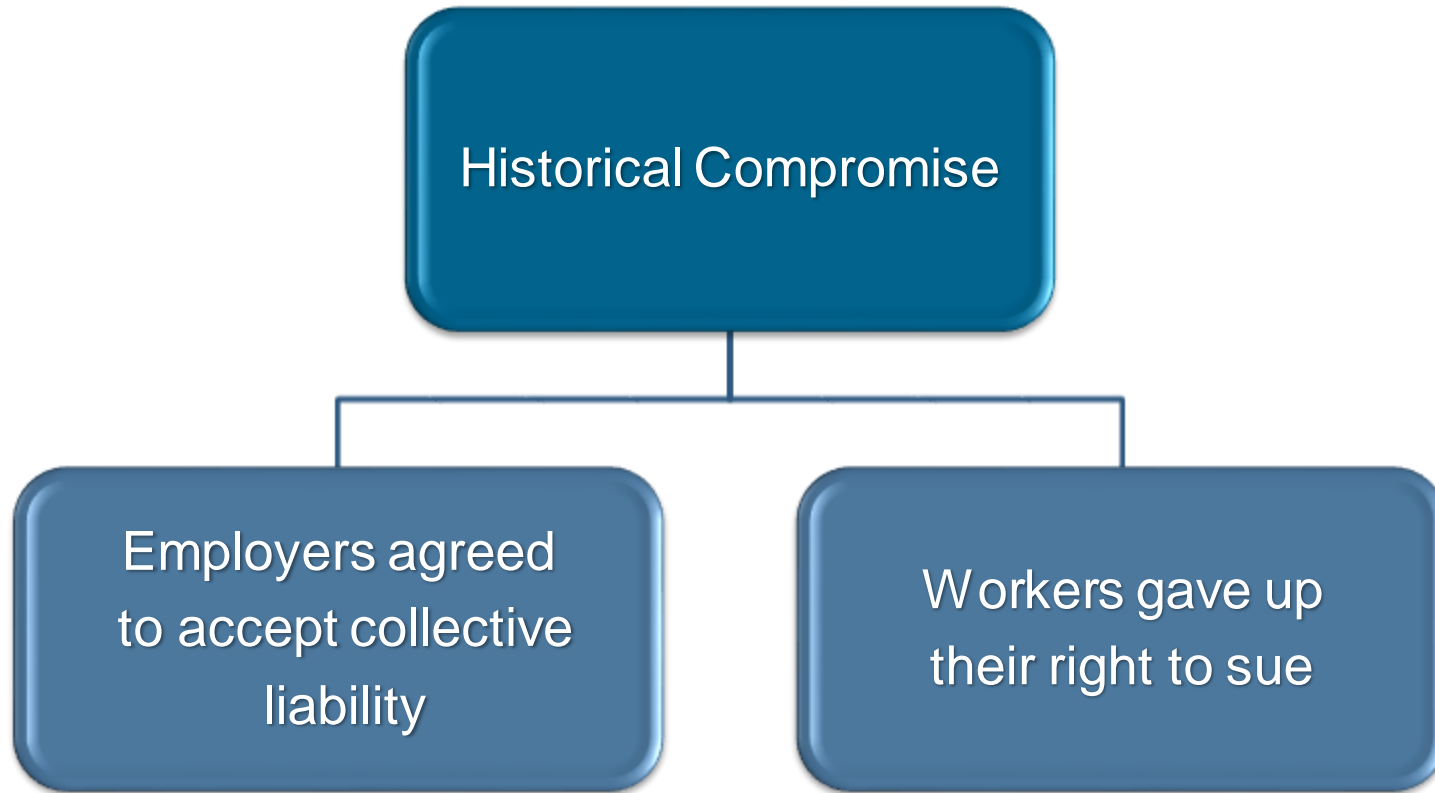 Historical Compromise
Employers agreed
to accept collective
liability
Workers gave up
their right to sue